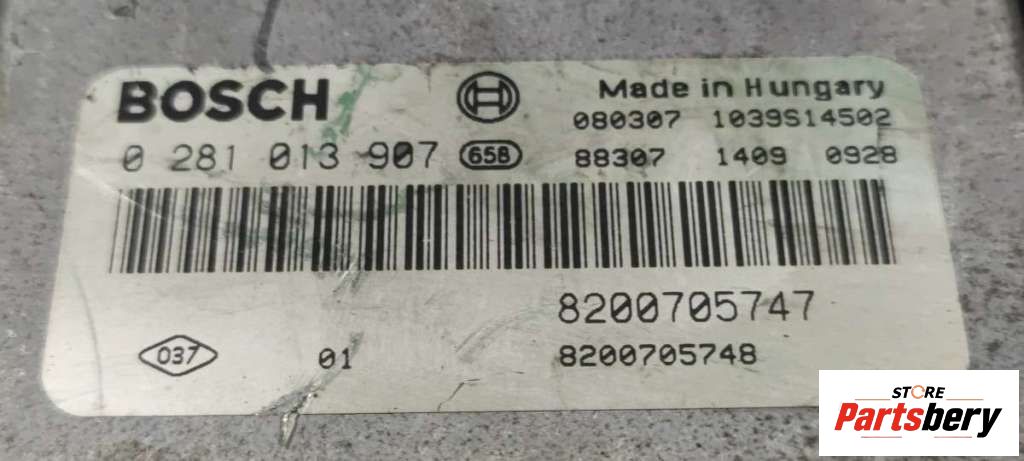 BOSCH
Made in Hungary
080307 1039S14502
0 281 013 907 658 88307 1409 0928
8200705747
037 01 8200705748
STORE
Partsbery